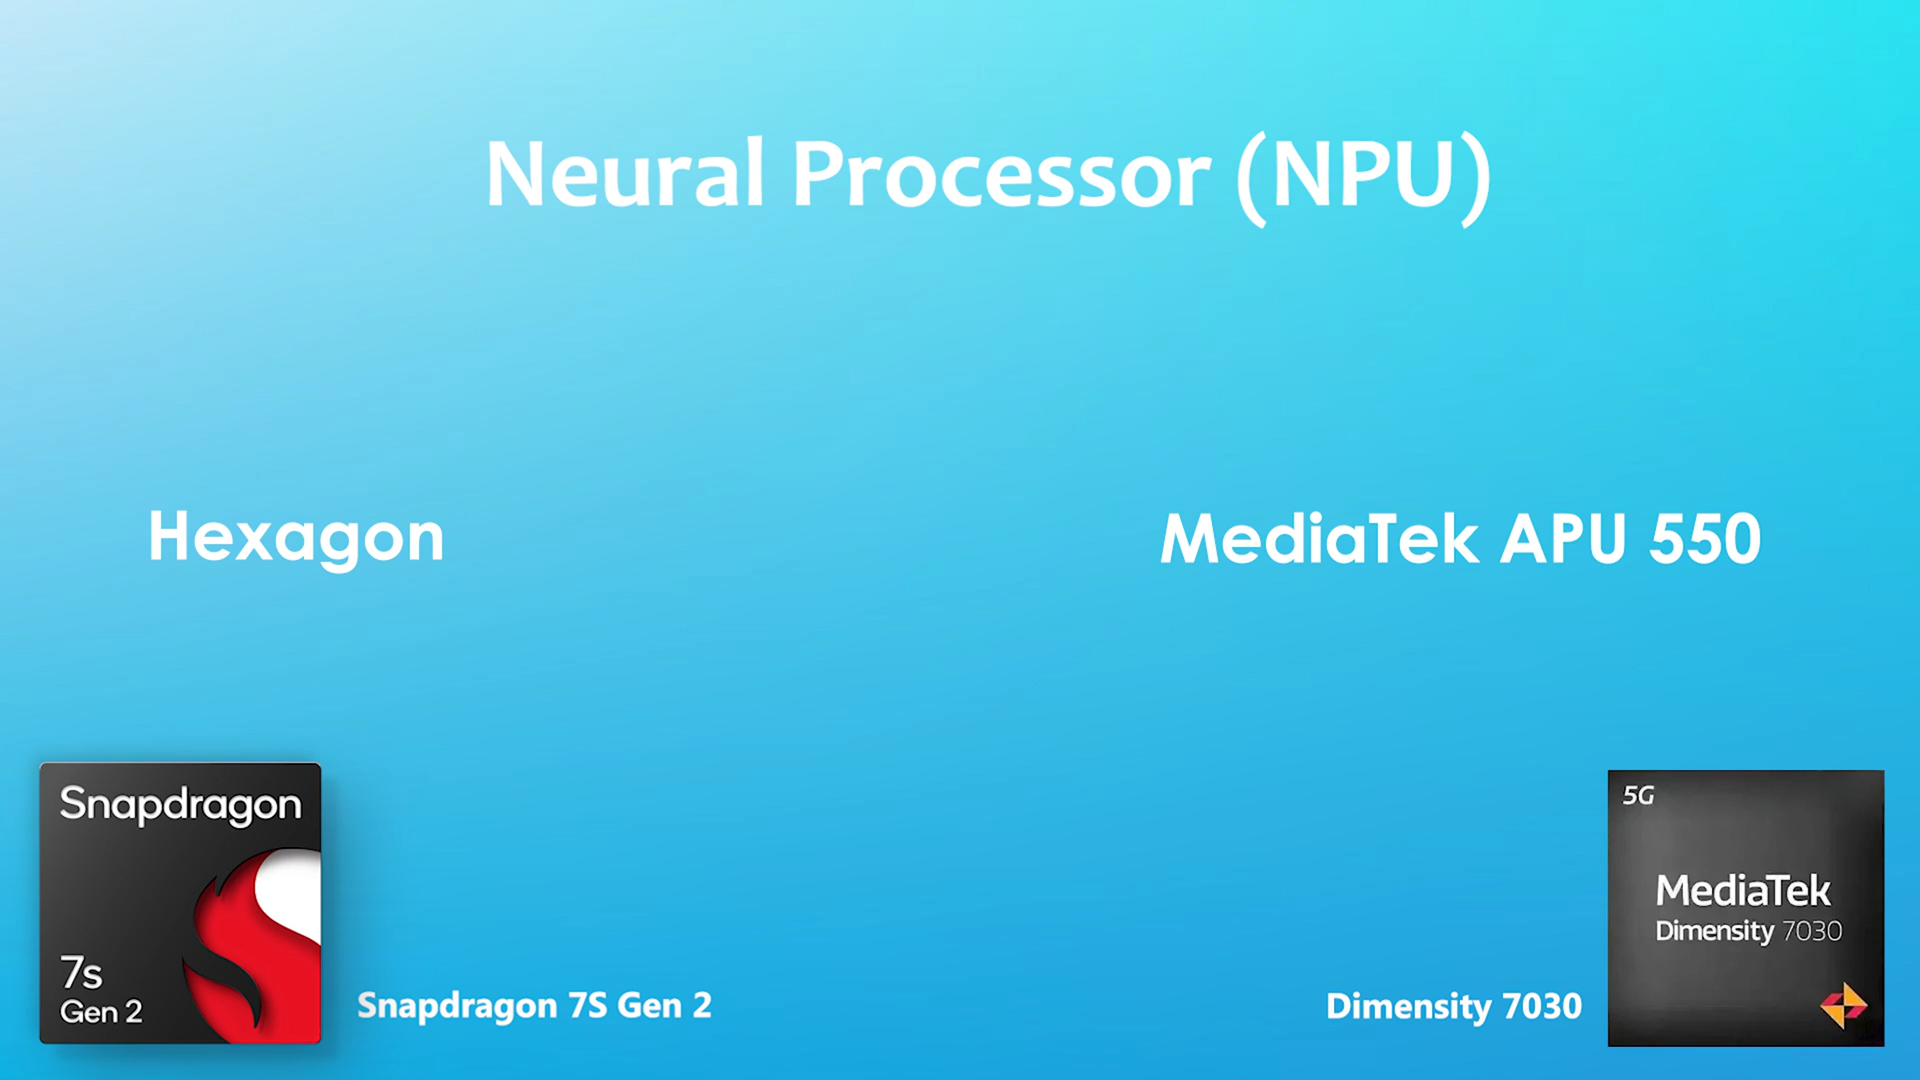 Neural Processor (NPU)
Hexagon
MediaTek APU 550
Snapdragon
7s
Gen 2
Snapdragon 7S Gen 2
Dimensity 7030
5G
MediaTek
Dimensity 7030